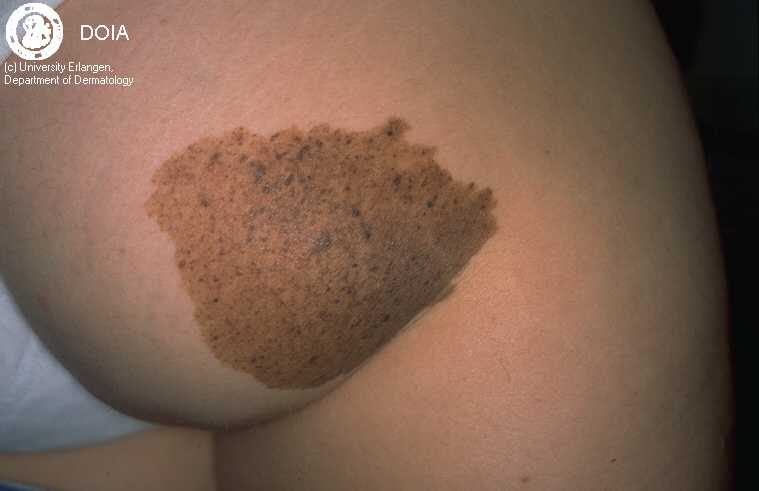 DOIA
(c) University Erlangen,
Department of Dermatology